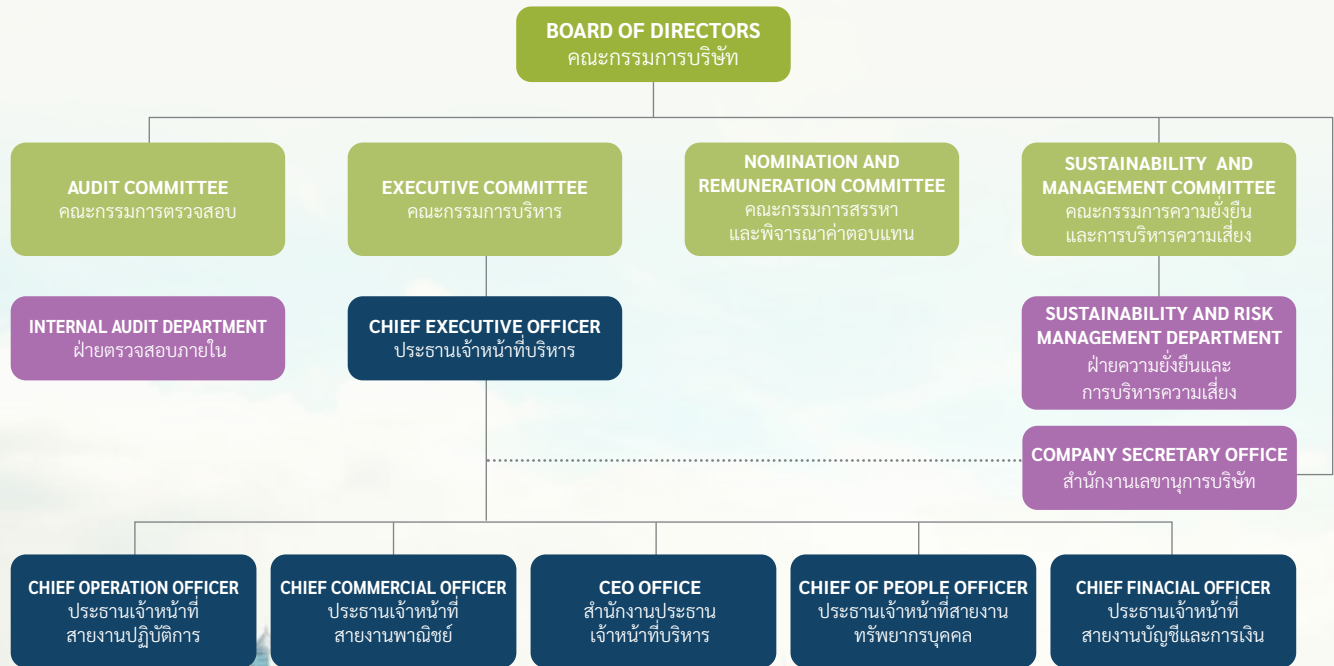 BOARD OF DIRECTORS
คณะกรรมการบริษัท
AUDIT COMMITTEE
คณะกรรมการตรวจสอบ
EXECUTIVE COMMITTEE
คณะกรรมการบริหาร
NOMINATION AND
REMUNERATION COMMITTEE
คณะกรรมการสรรหา
และพิจารณาค่าตอบแทน
SUSTAINABILITY AND
MANAGEMENT COMMITTEE
คณะกรรมการความยั่งยืน
และการบริหารความเสี่ยง
INTERNAL AUDIT DEPARTMENT
ฝ่ายตรวจสอบภายใน
CHIEF EXECUTIVE OFFICER
ประธานเจ้าหน้าที่บริหาร
SUSTAINABILITY AND RISK
MANAGEMENT DEPARTMENT
ฝ่ายความยั่งยืนและ
การบริหารความเสี่ยง
COMPANY SECRETARY OFFICE
สำนักงานเลขานุการบริษัท
CHIEF OPERATION OFFICER
ประธานเจ้าหน้าที่
สายงานปฏิบัติการ
CHIEF COMMERCIAL OFFICER
ประธานเจ้าหน้าที่
สายงานพาณิชย์
CEO OFFICE
สำนักงานประธาน
เจ้าหน้าที่บริหาร
CHIEF OF PEOPLE OFFICER
ประธานเจ้าหน้าที่สายงาน
ทรัพยากรบุคคล
CHIEF FINACIAL OFFICER
ประธานเจ้าหน้าที่
สายงานบัญชีและการเงิน